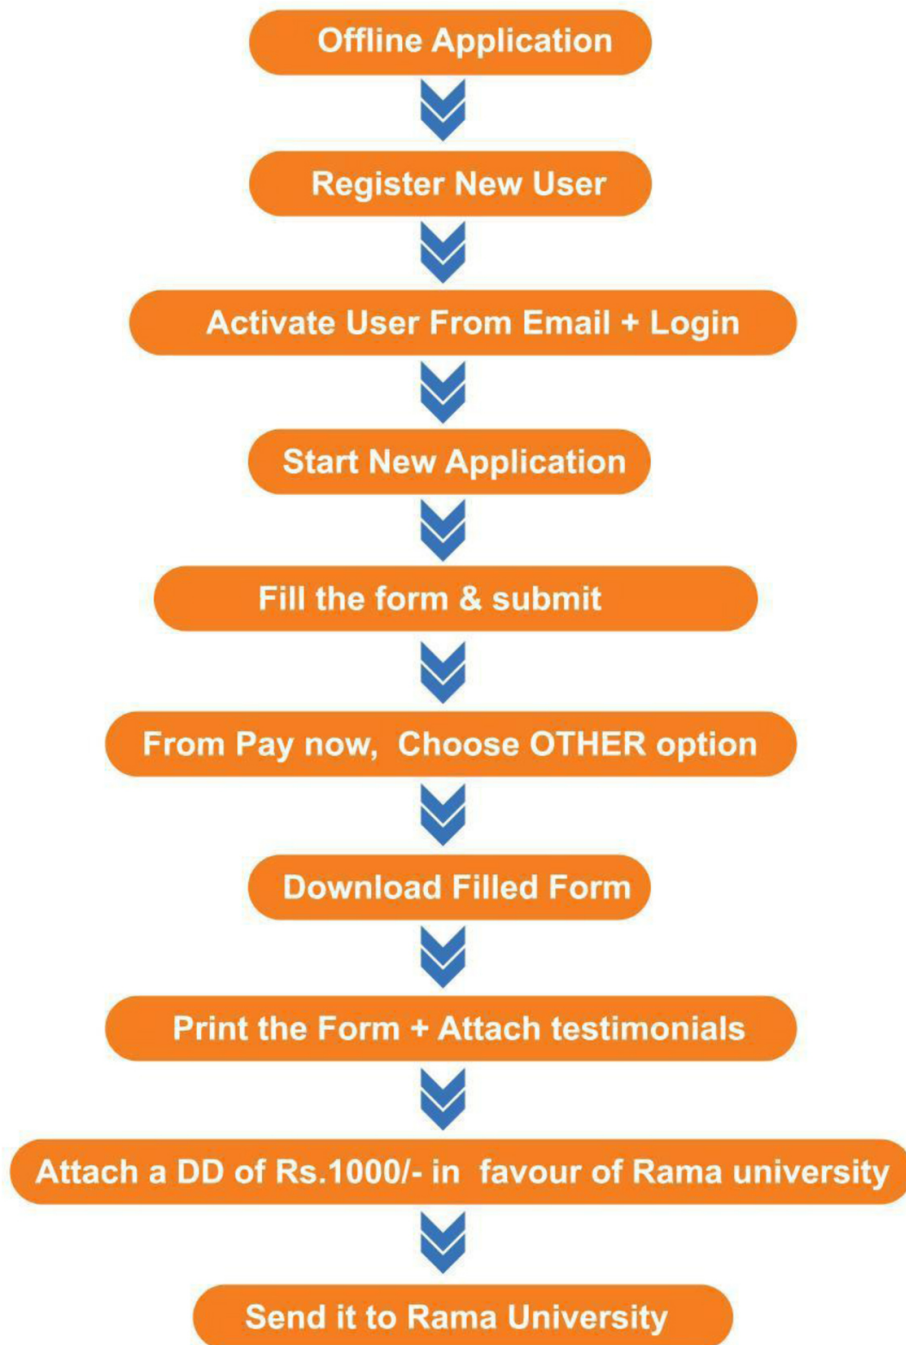 Offline Application
Register New User
Activate User From Email + Login
Start New Application
Fill the form & submit
From Pay now, Choose OTHER option
Download Filled Form
Print the Form + Attach testimonials
Attach a DD of Rs.1000/- in favour of Rama university
Send it to Rama University